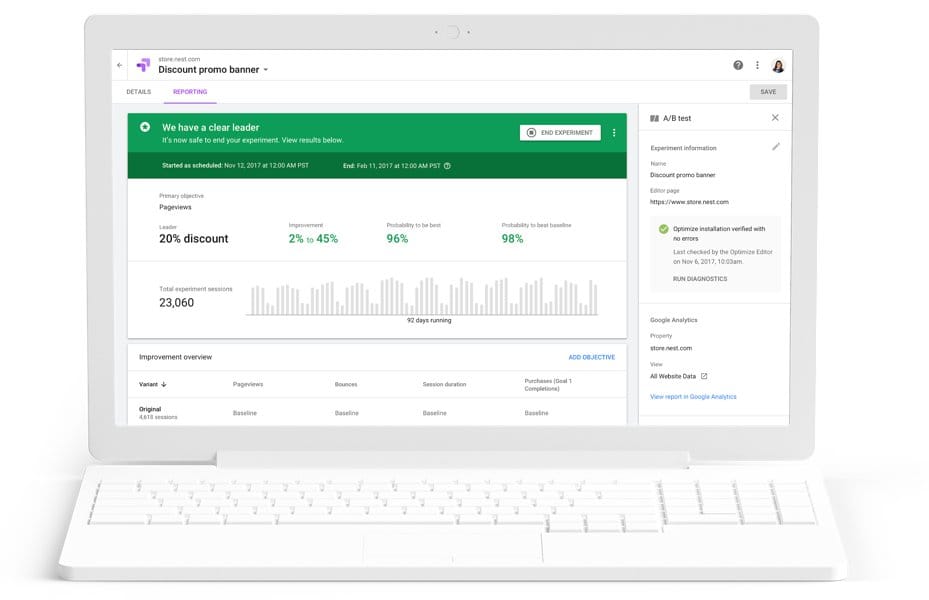 store.nest.com
Discount promo banner
DETAILS REPORTING SAVE
We have a clear leader
It's now safe to end your experiment. View results below.
END EXPERIMENT
Started as scheduled: Nov 12, 2017 at 12:00 AM PST End: Feb 11, 2017 at 12:00 AM PST
Primary objective
Pageviews
Leader Improvement Probability to be best Probability to best baseline
20% discount 2% to 45% 96% 98%
Total experiment sessions
23,060
92 days running
Improvement overview ADD OBJECTIVE
Variant Pageviews Bounces Session duration Purchases (Goal 1
Completions)
Original Baseline Baseline Baseline Baseline
4,618 sessions
A/B test
Experiment information
Name
Discount promo banner
Editor page
https://www.store.nest.com
Optimize installation verified with
no errors
Last checked by the Optimize Editor
on Nov 6, 2017, 10:03am.
RUN DIAGNOSTICS
Google Analytics
Property
store.nest.com
View
All Website Data
View report in Google Analytics